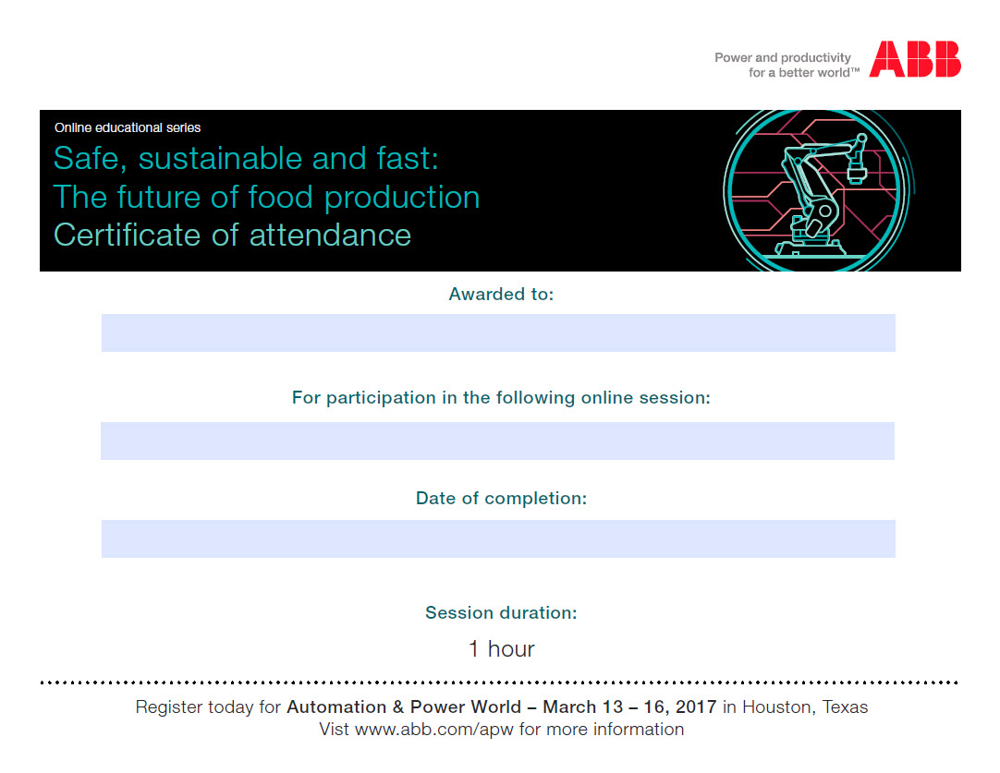 Power and productivity
for a better world™
ABB
Online educational series
Safe, sustainable and fast:
The future of food production
Certificate of attendance
Awarded to:
For participation in the following online session:
Date of completion:
Session duration:
1 hour
Register today for Automation & Power World – March 13 – 16, 2017 in Houston, Texas
Vist www.abb.com/apw for more information